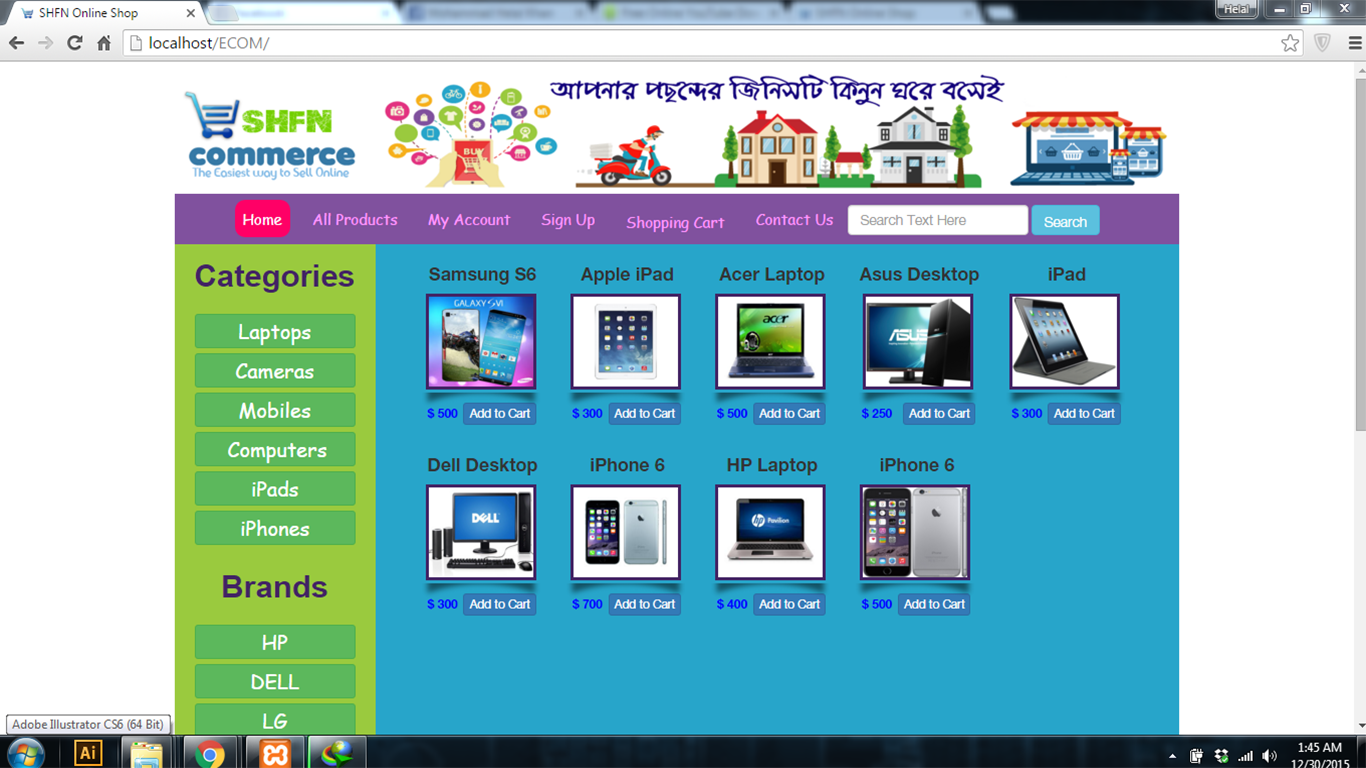 SHFN Online Shop
Helal
localhost/ECOM/
SHFN
commerce
The Easiest way to Sell Online
BUY
আপনার পছন্দের জিনিসটি কিনুন ঘরে বসেই
Home
All Products
My Account
Sign Up
Shopping Cart
Contact Us
Search Text Here
Search
Categories
Laptops
Cameras
Mobiles
Computers
iPads
iPhones
Brands
HP
DELL
LG
Samsung S6
Apple iPad
Acer Laptop
Asus Desktop
iPad
GALAXY SVI
acer
ASUS
$ 500 Add to Cart
$ 300 Add to Cart
$ 500 Add to Cart
$ 250 Add to Cart
$ 300 Add to Cart
Dell Desktop
iPhone 6
HP Laptop
iPhone 6
DELL
hp Pavilion
$ 300 Add to Cart
$ 700 Add to Cart
$ 400 Add to Cart
$ 500 Add to Cart
Adobe Illustrator CS6 (64 Bit)
Ai
1:45 AM
12/30/2015